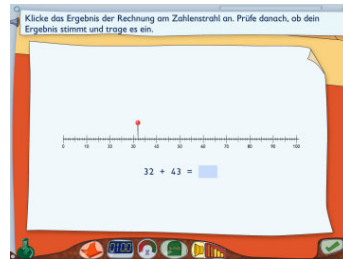 Klicke das Ergebnis der Rechnung am Zahlenstrahl an. Prüfe danach, ob dein
Ergebnis stimmt und trage es ein.
0 10 20 30 40 50 60 70 80 90 100
32 + 43 =
0100